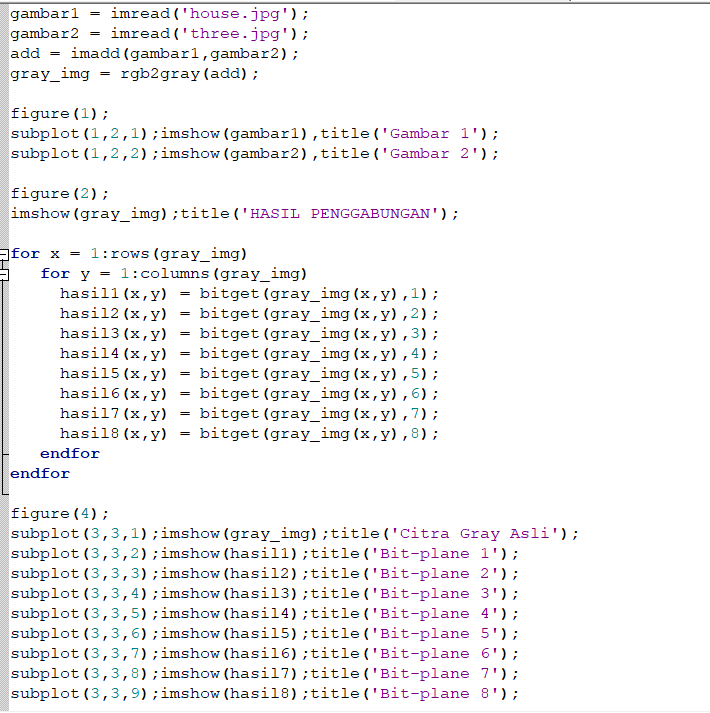 gambar1 = imread('house.jpg');
gambar2 = imread('three.jpg');
add = imadd(gambar1,gambar2);
gray_img = rgb2gray(add);

figure(1);
subplot(1,2,1);imshow(gambar1),title('Gambar 1');
subplot(1,2,2);imshow(gambar2),title('Gambar 2');

figure(2);
imshow(gray_img);title('HASIL PENGGABUNGAN');

for x = 1:rows(gray_img)
   for y = 1:columns(gray_img)
     hasil1(x,y) = bitget(gray_img(x,y),1);
     hasil2(x,y) = bitget(gray_img(x,y),2);
     hasil3(x,y) = bitget(gray_img(x,y),3);
     hasil4(x,y) = bitget(gray_img(x,y),4);
     hasil5(x,y) = bitget(gray_img(x,y),5);
     hasil6(x,y) = bitget(gray_img(x,y),6);
     hasil7(x,y) = bitget(gray_img(x,y),7);
     hasil8(x,y) = bitget(gray_img(x,y),8);
   endfor
endfor

figure(4);
subplot(3,3,1);imshow(gray_img);title('Citra Gray Asli');
subplot(3,3,2);imshow(hasil1);title('Bit-plane 1');
subplot(3,3,3);imshow(hasil2);title('Bit-plane 2');
subplot(3,3,4);imshow(hasil3);title('Bit-plane 3');
subplot(3,3,5);imshow(hasil4);title('Bit-plane 4');
subplot(3,3,6);imshow(hasil5);title('Bit-plane 5');
subplot(3,3,7);imshow(hasil6);title('Bit-plane 6');
subplot(3,3,8);imshow(hasil7);title('Bit-plane 7');
subplot(3,3,9);imshow(hasil8);title('Bit-plane 8');